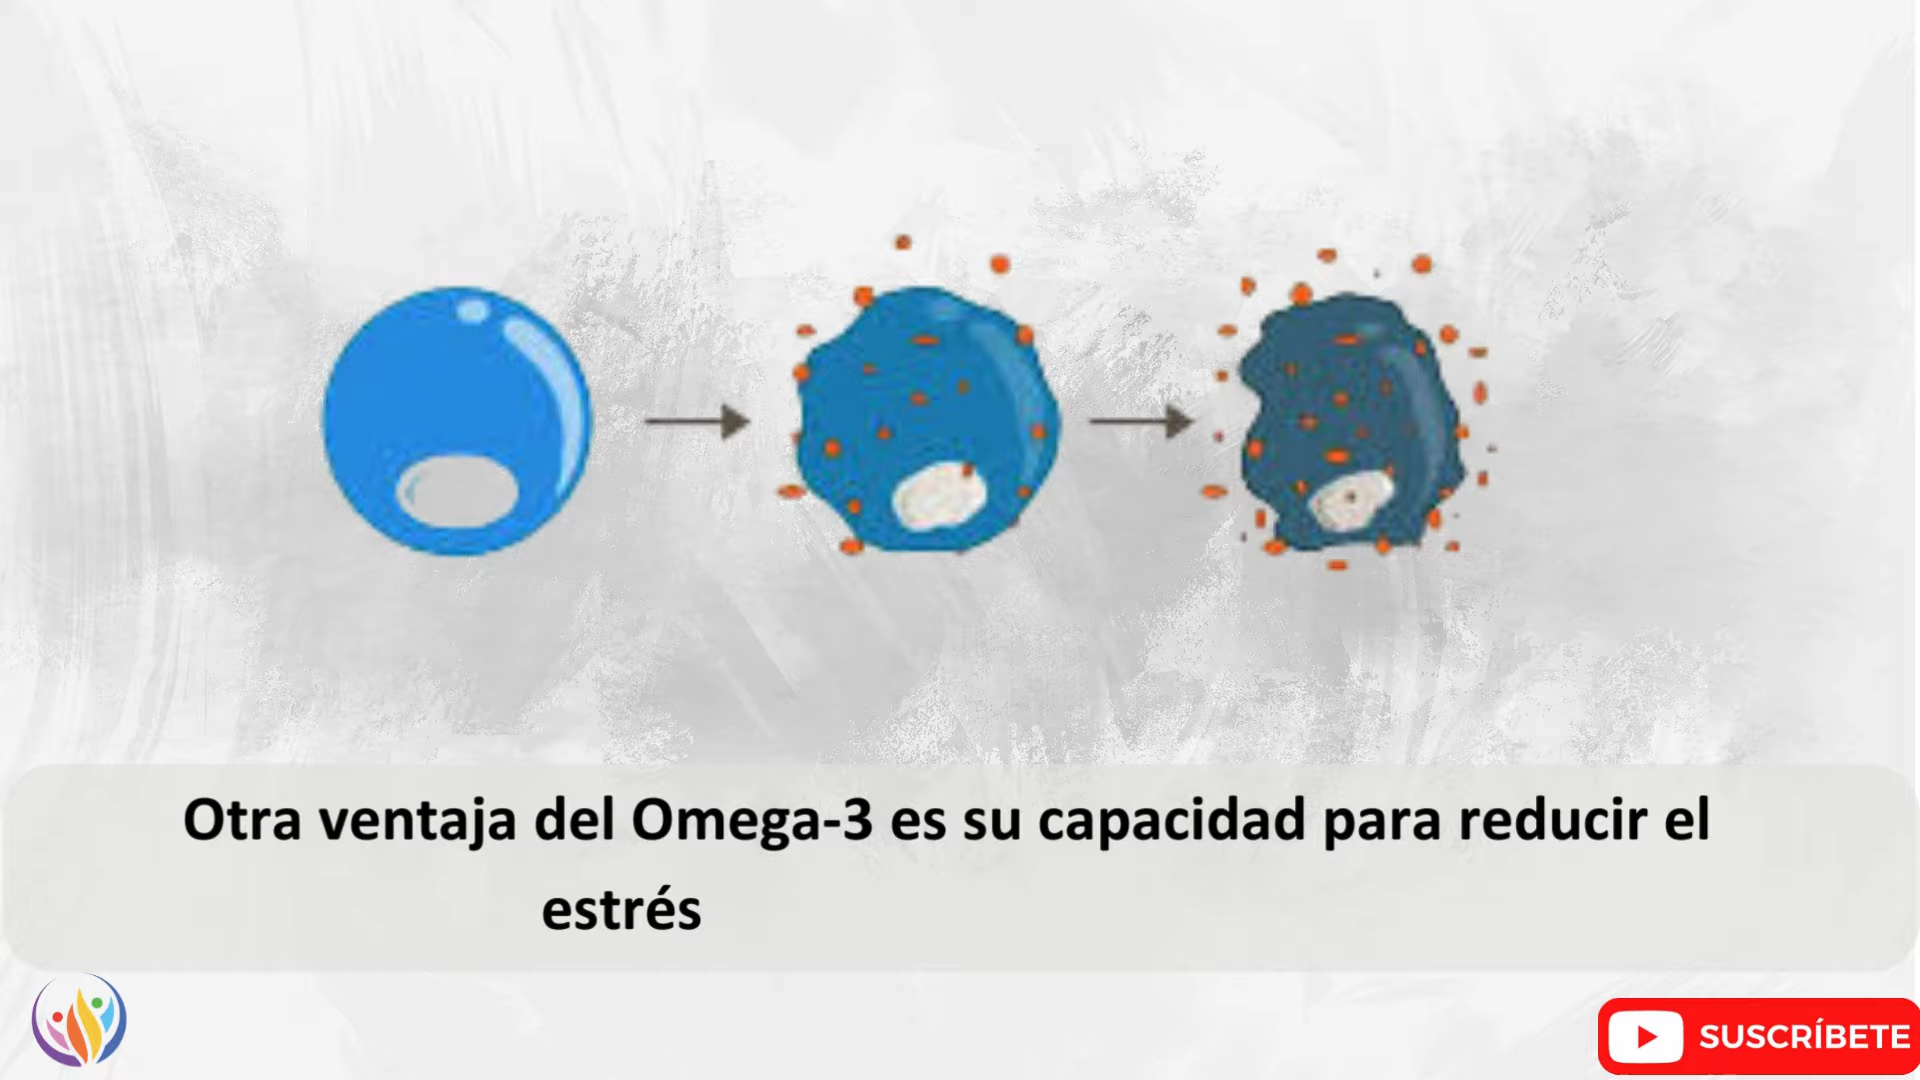 Otra ventaja del Omega-3 es su capacidad para reducir el
estrés
SUSCRÍBETE